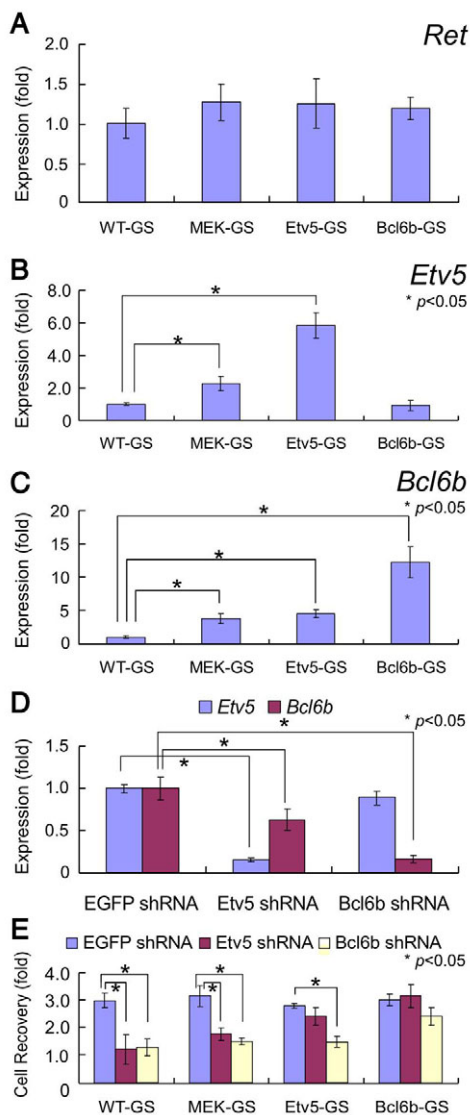 A
Ret
Expression (fold)
2.0
1.5
1.0
0.5
0
WT-GS MEK-GS Etv5-GS Bcl6b-GS
B
Etv5
* p<0.05
Expression (fold)
8.0
6.0
4.0
2.0
0
*
*
WT-GS MEK-GS Etv5-GS Bcl6b-GS
C
Bcl6b
* p<0.05
Expression (fold)
20
15
10
5
0
*
*
*
WT-GS MEK-GS Etv5-GS Bcl6b-GS
D
Etv5 Bcl6b
* p<0.05
Expression (fold)
1.5
1.0
0.5
0
*
*
*
EGFP shRNA Etv5 shRNA Bcl6b shRNA
E
EGFP shRNA Etv5 shRNA Bcl6b shRNA
* p<0.05
Cell Recovery (fold)
4.0
3.0
2.0
1.0
0
* * * * *
WT-GS MEK-GS Etv5-GS Bcl6b-GS